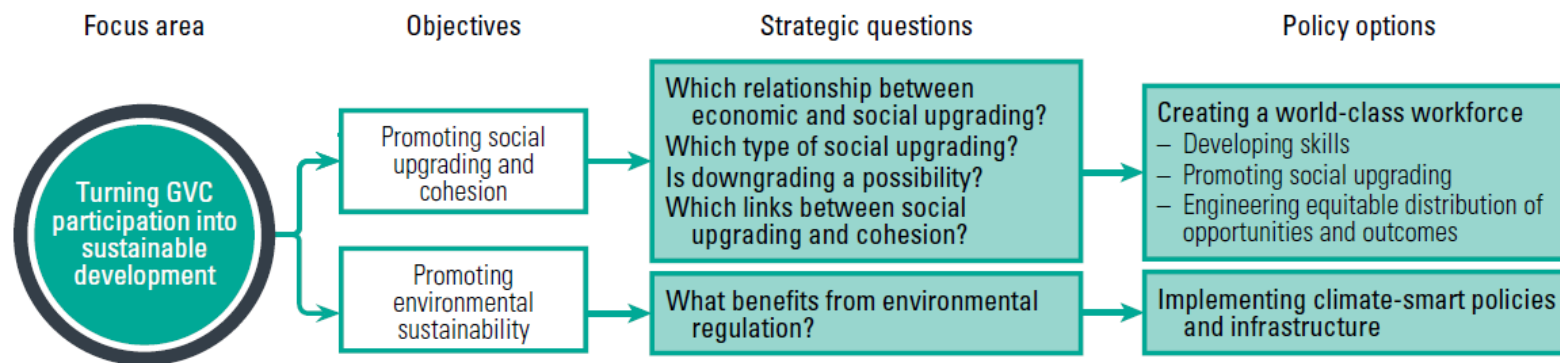 Focus area
Objectives
Strategic questions
Policy options
Turning GVC
participation into
sustainable
development
Promoting social
upgrading and
cohesion
Which relationship between
economic and social upgrading?
Which type of social upgrading?
Is downgrading a possibility?
Which links between social
upgrading and cohesion?
Creating a world-class workforce
– Developing skills
– Promoting social upgrading
– Engineering equitable distribution of
opportunities and outcomes
Promoting
environmental
sustainability
What benefits from environmental
regulation?
Implementing climate-smart policies
and infrastructure